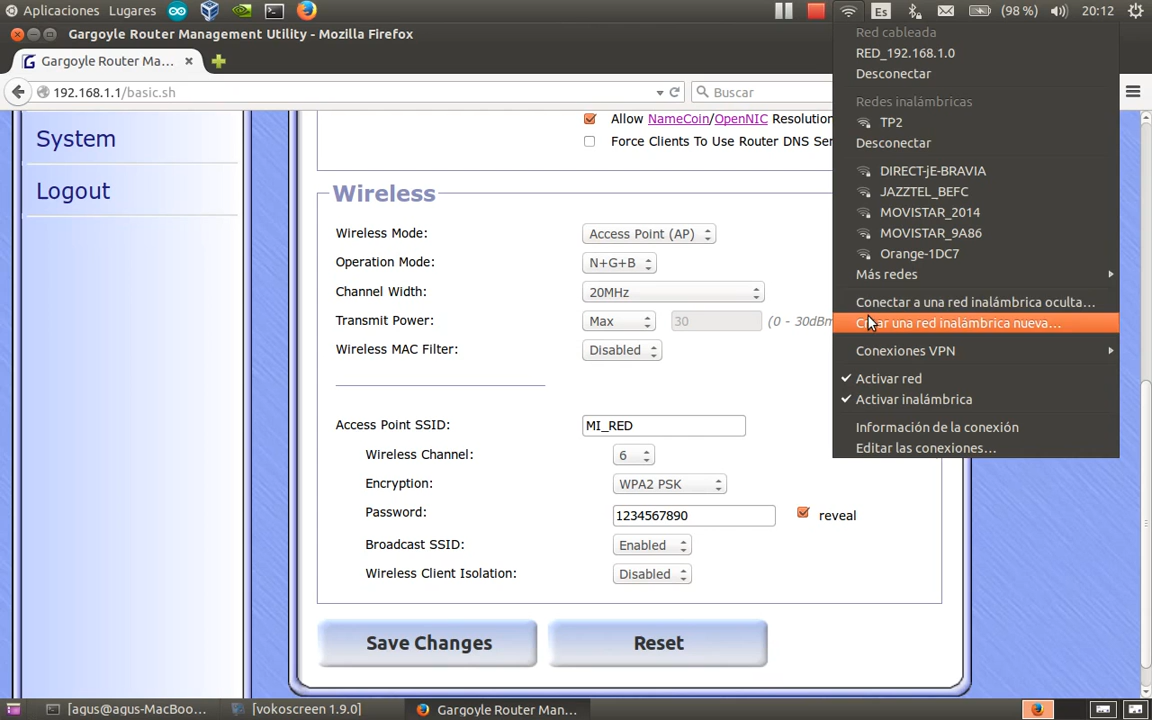 Aplicaciones Lugares
Es (98 %) 20:12
Gargoyle Router Management Utility - Mozilla Firefox
Gargoyle Router Ma...
192.168.1.1/basic.sh
Buscar
System
Logout
Allow NameCoin/OpenNIC Resolution
Force Clients To Use Router DNS Ser
Wireless
Wireless Mode: Access Point (AP)
Operation Mode: N+G+B
Channel Width: 20MHz
Transmit Power: Max 30 (0 - 30dBm
Wireless MAC Filter: Disabled
Access Point SSID: MI_RED
Wireless Channel: 6
Encryption: WPA2 PSK
Password: 1234567890 reveal
Broadcast SSID: Enabled
Wireless Client Isolation: Disabled
Save Changes Reset
Red cableada
RED_192.168.1.0
Desconectar
Redes inalámbricas
TP2
Desconectar
DIRECT-jE-BRAVIA
JAZZTEL_BEFC
MOVISTAR_2014
MOVISTAR_9A86
Orange-1DC7
Más redes
Conectar a una red inalámbrica oculta...
Crear una red inalámbrica nueva...
Conexiones VPN
Activar red
Activar inalámbrica
Información de la conexión
Editar las conexiones...
[agus@agus-MacBoo... [vokoscreen 1.9.0] Gargoyle Router Man...